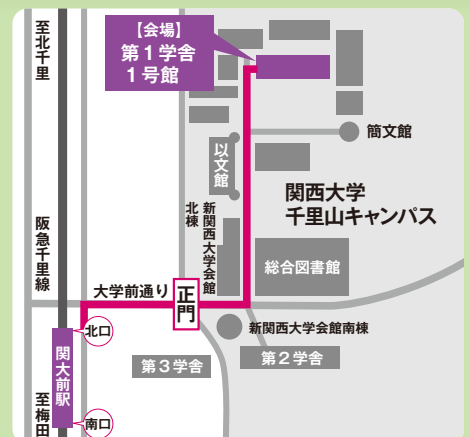 至北千里
【会場】
第1学舎
1号館
簡文館
以文館
関西大学
千里山キャンパス
阪急千里線
新関西大学会館
北棟
総合図書館
大学前通り
正門
北口
新関西大学会館南棟
関大前駅
第3学舎
第2学舎
至梅田
南口